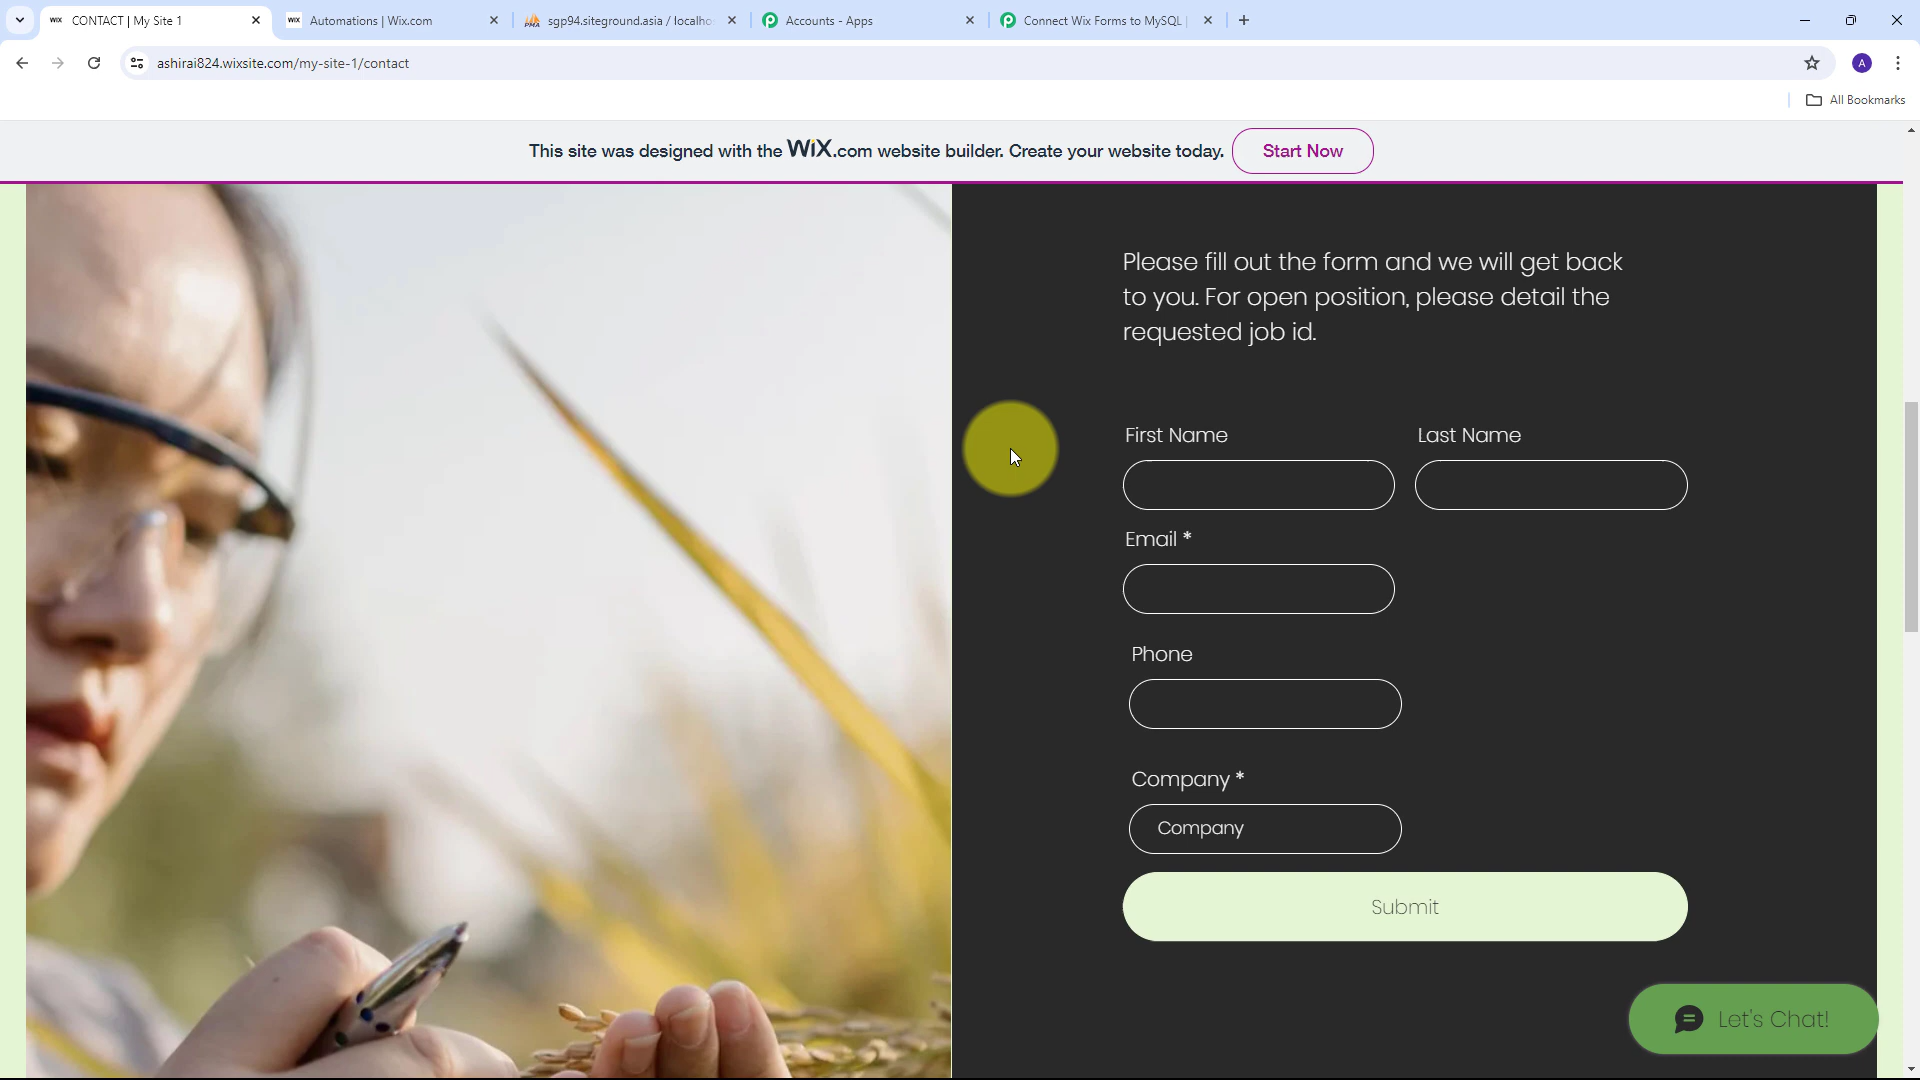 WIX CONTACT | My Site 1
WIX Automations | Wix.com
PMA sgp94.siteground.asia / localho
Accounts - Apps
Connect Wix Forms to MySQL |
ashirai824.wixsite.com/my-site-1/contact
A
All Bookmarks
This site was designed with the WiX.com website builder. Create your website today.
Start Now
Please fill out the form and we will get back
to you. For open position, please detail the
requested job id.
First Name
Last Name
Email *
Phone
Company *
Company
Submit
Let's Chat!